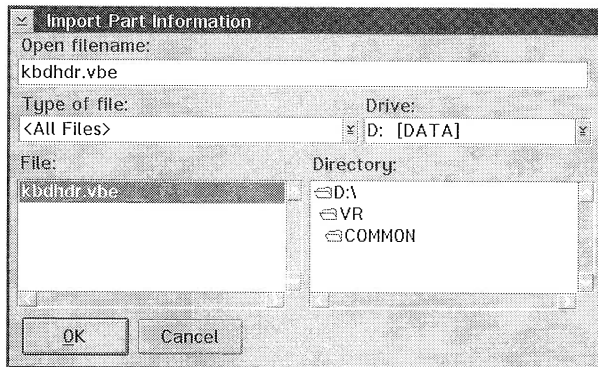 Import Part Information
Open filename:
kbdhdr.vbe
Type of file:
Drive:
<All Files>
D: [DATA]
File:
Directory:
kbdhdr.vbe
D:\
VR
COMMON
OK
Cancel